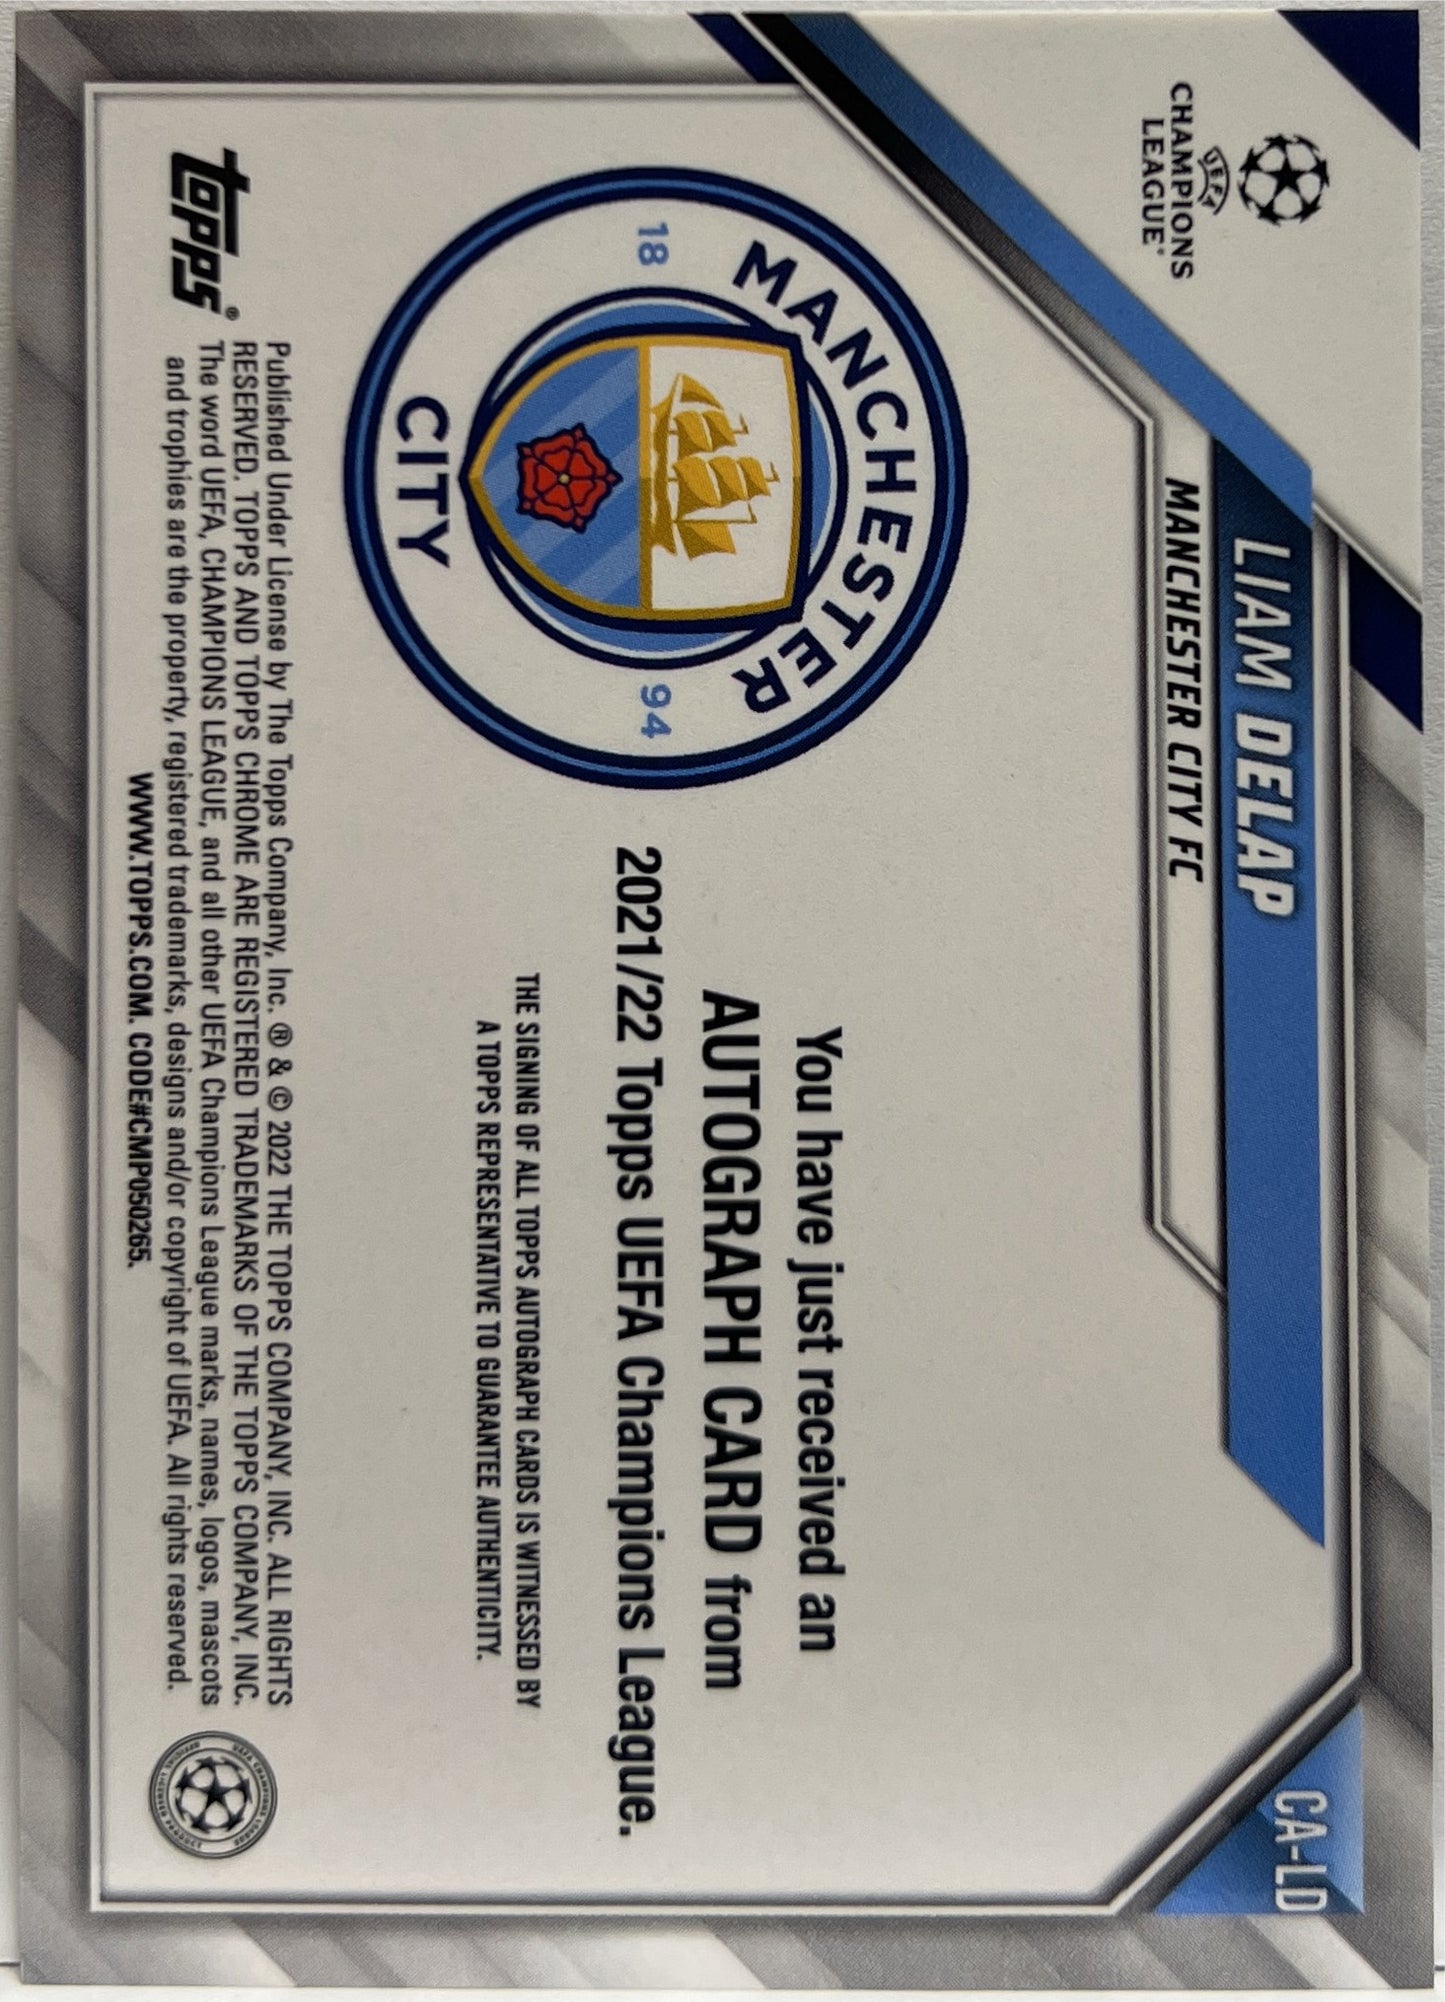 UEFA
CHAMPIONS
LEAGUE®
LIAM DELAP
MANCHESTER CITY FC
CA-LD
MANCHESTER
18 94
CITY
You have just received an
AUTOGRAPH CARD from
2021/22 Topps UEFA Champions League.
THE SIGNING OF ALL TOPPS AUTOGRAPH CARDS IS WITNESSED BY
A TOPPS REPRESENTATIVE TO GUARANTEE AUTHENTICITY.
topps®
Published Under License by The Topps Company, Inc. ® & © 2022 THE TOPPS COMPANY, INC. ALL RIGHTS
RESERVED. TOPPS AND TOPPS CHROME ARE REGISTERED TRADEMARKS OF THE TOPPS COMPANY, INC.
The word UEFA, CHAMPIONS LEAGUE, and all other UEFA Champions League marks, names, logos, mascots
and trophies are the property, registered trademarks, designs and/or copyright of UEFA. All rights reserved.
WWW.TOPPS.COM. CODE#CMP050265.
UEFA CHAMPIONS LEAGUE